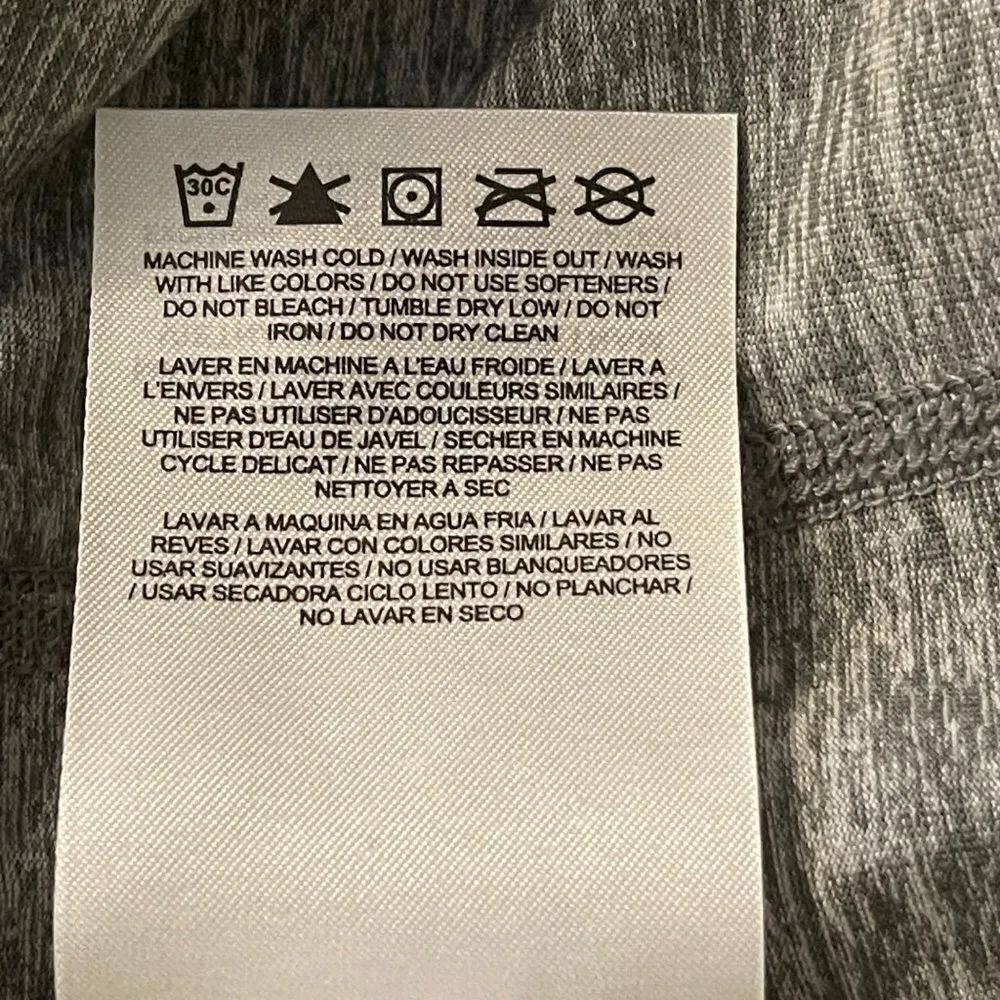 30C
MACHINE WASH COLD / WASH INSIDE OUT / WASH
WITH LIKE COLORS / DO NOT USE SOFTENERS /
DO NOT BLEACH / TUMBLE DRY LOW / DO NOT
IRON / DO NOT DRY CLEAN
LAVER EN MACHINE A L'EAU FROIDE / LAVER A
L'ENVERS / LAVER AVEC COULEURS SIMILAIRES /
NE PAS UTILISER D'ADOUCISSEUR / NE PAS
UTILISER D'EAU DE JAVEL / SECHER EN MACHINE
CYCLE DELICAT / NE PAS REPASSER / NE PAS
NETTOYER A SEC
LAVAR A MAQUINA EN AGUA FRIA / LAVAR AL
REVES / LAVAR CON COLORES SIMILARES / NO
USAR SUAVIZANTES / NO USAR BLANQUEADORES
/ USAR SECADORA CICLO LENTO / NO PLANCHAR /
NO LAVAR EN SECO